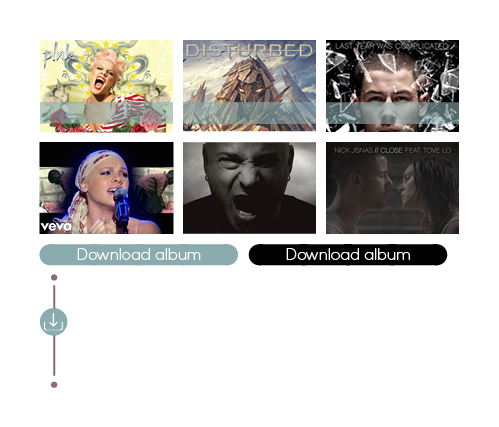 p!nk
DISTURBED
LAST YEAR WAS COMPLICATED
vevo
NICK JONAS // CLOSE FEAT TOVE LO
Download album
Download album